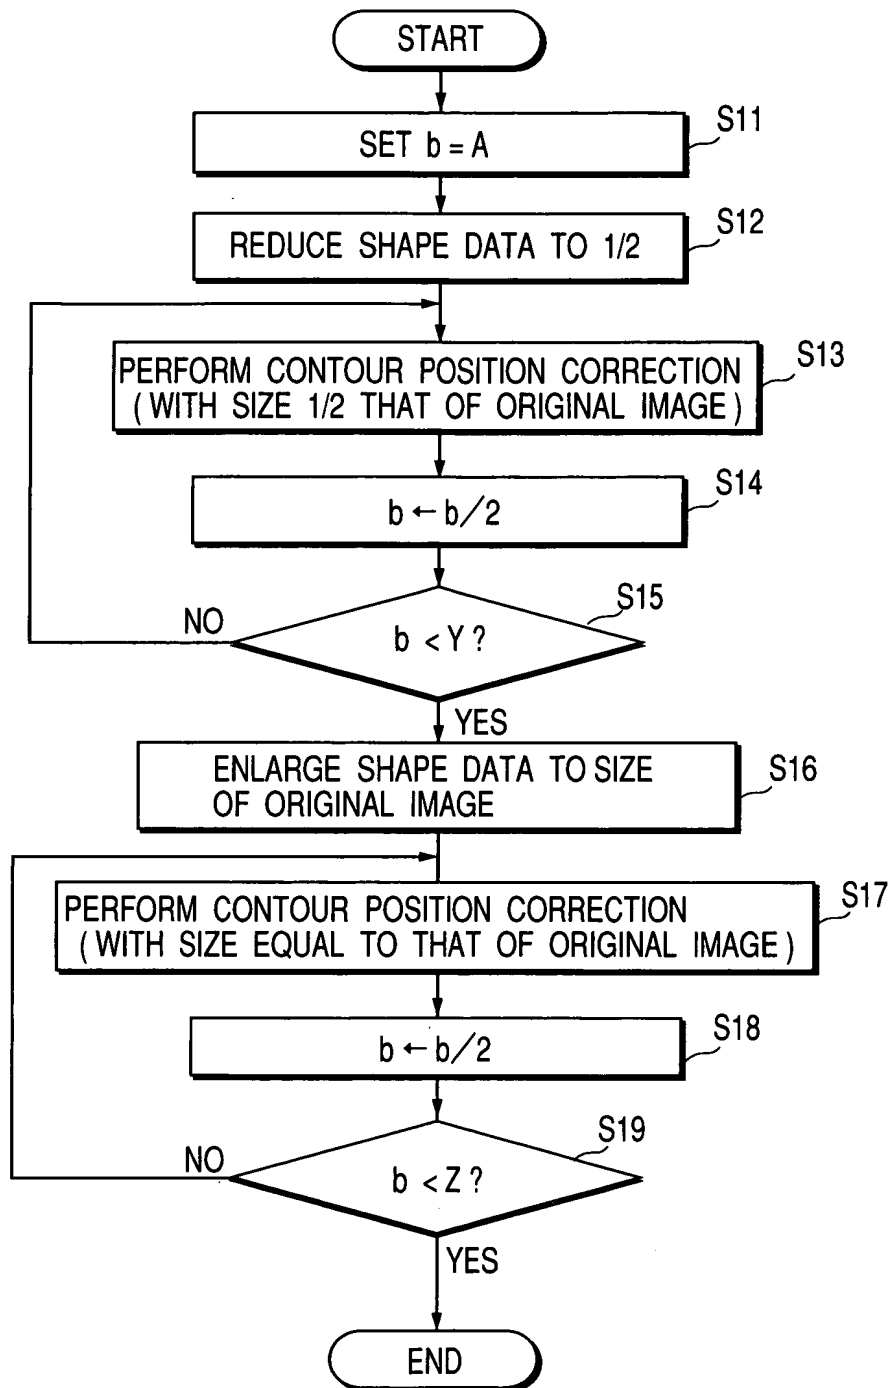 START
S11
SET b = A
S12
REDUCE SHAPE DATA TO 1/2
S13
PERFORM CONTOUR POSITION CORRECTION
(WITH SIZE 1/2 THAT OF ORIGINAL IMAGE)
S14
b ← b/2
S15
NO
b < Y ?
YES
ENLARGE SHAPE DATA TO SIZE
OF ORIGINAL IMAGE
S16
S17
PERFORM CONTOUR POSITION CORRECTION
(WITH SIZE EQUAL TO THAT OF ORIGINAL IMAGE)
S18
b ← b/2
S19
NO
b < Z ?
YES
END